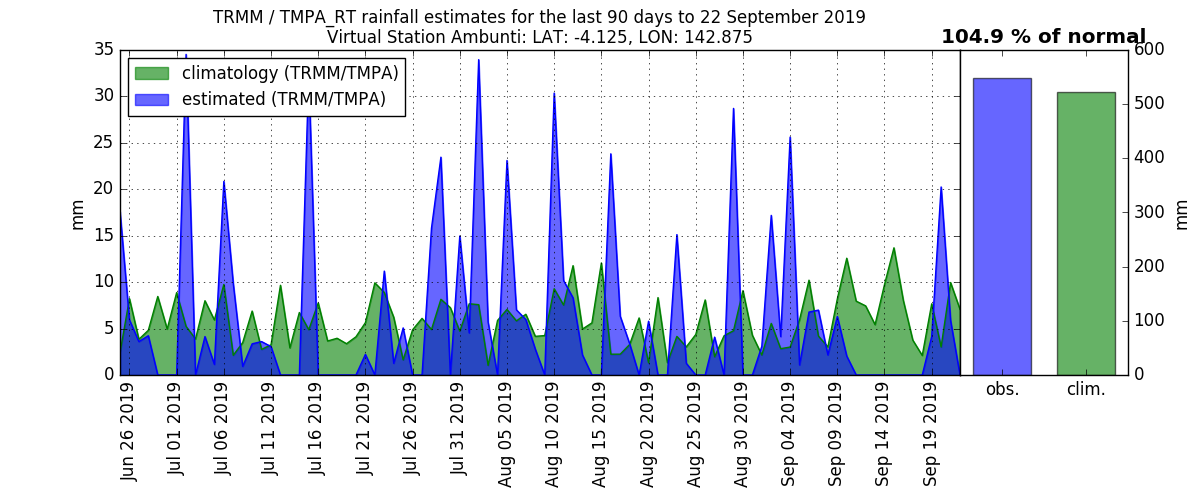 TRMM / TMPA_RT rainfall estimates for the last 90 days to 22 September 2019
Virtual Station Ambunti: LAT: -4.125, LON: 142.875
104.9 % of normal
climatology (TRMM/TMPA)
estimated (TRMM/TMPA)
35
30
25
20
15
10
5
0
mm
600
500
400
300
200
100
0
mm
Jun 26 2019
Jul 01 2019
Jul 06 2019
Jul 11 2019
Jul 16 2019
Jul 21 2019
Jul 26 2019
Jul 31 2019
Aug 05 2019
Aug 10 2019
Aug 15 2019
Aug 20 2019
Aug 25 2019
Aug 30 2019
Sep 04 2019
Sep 09 2019
Sep 14 2019
Sep 19 2019
obs.
clim.